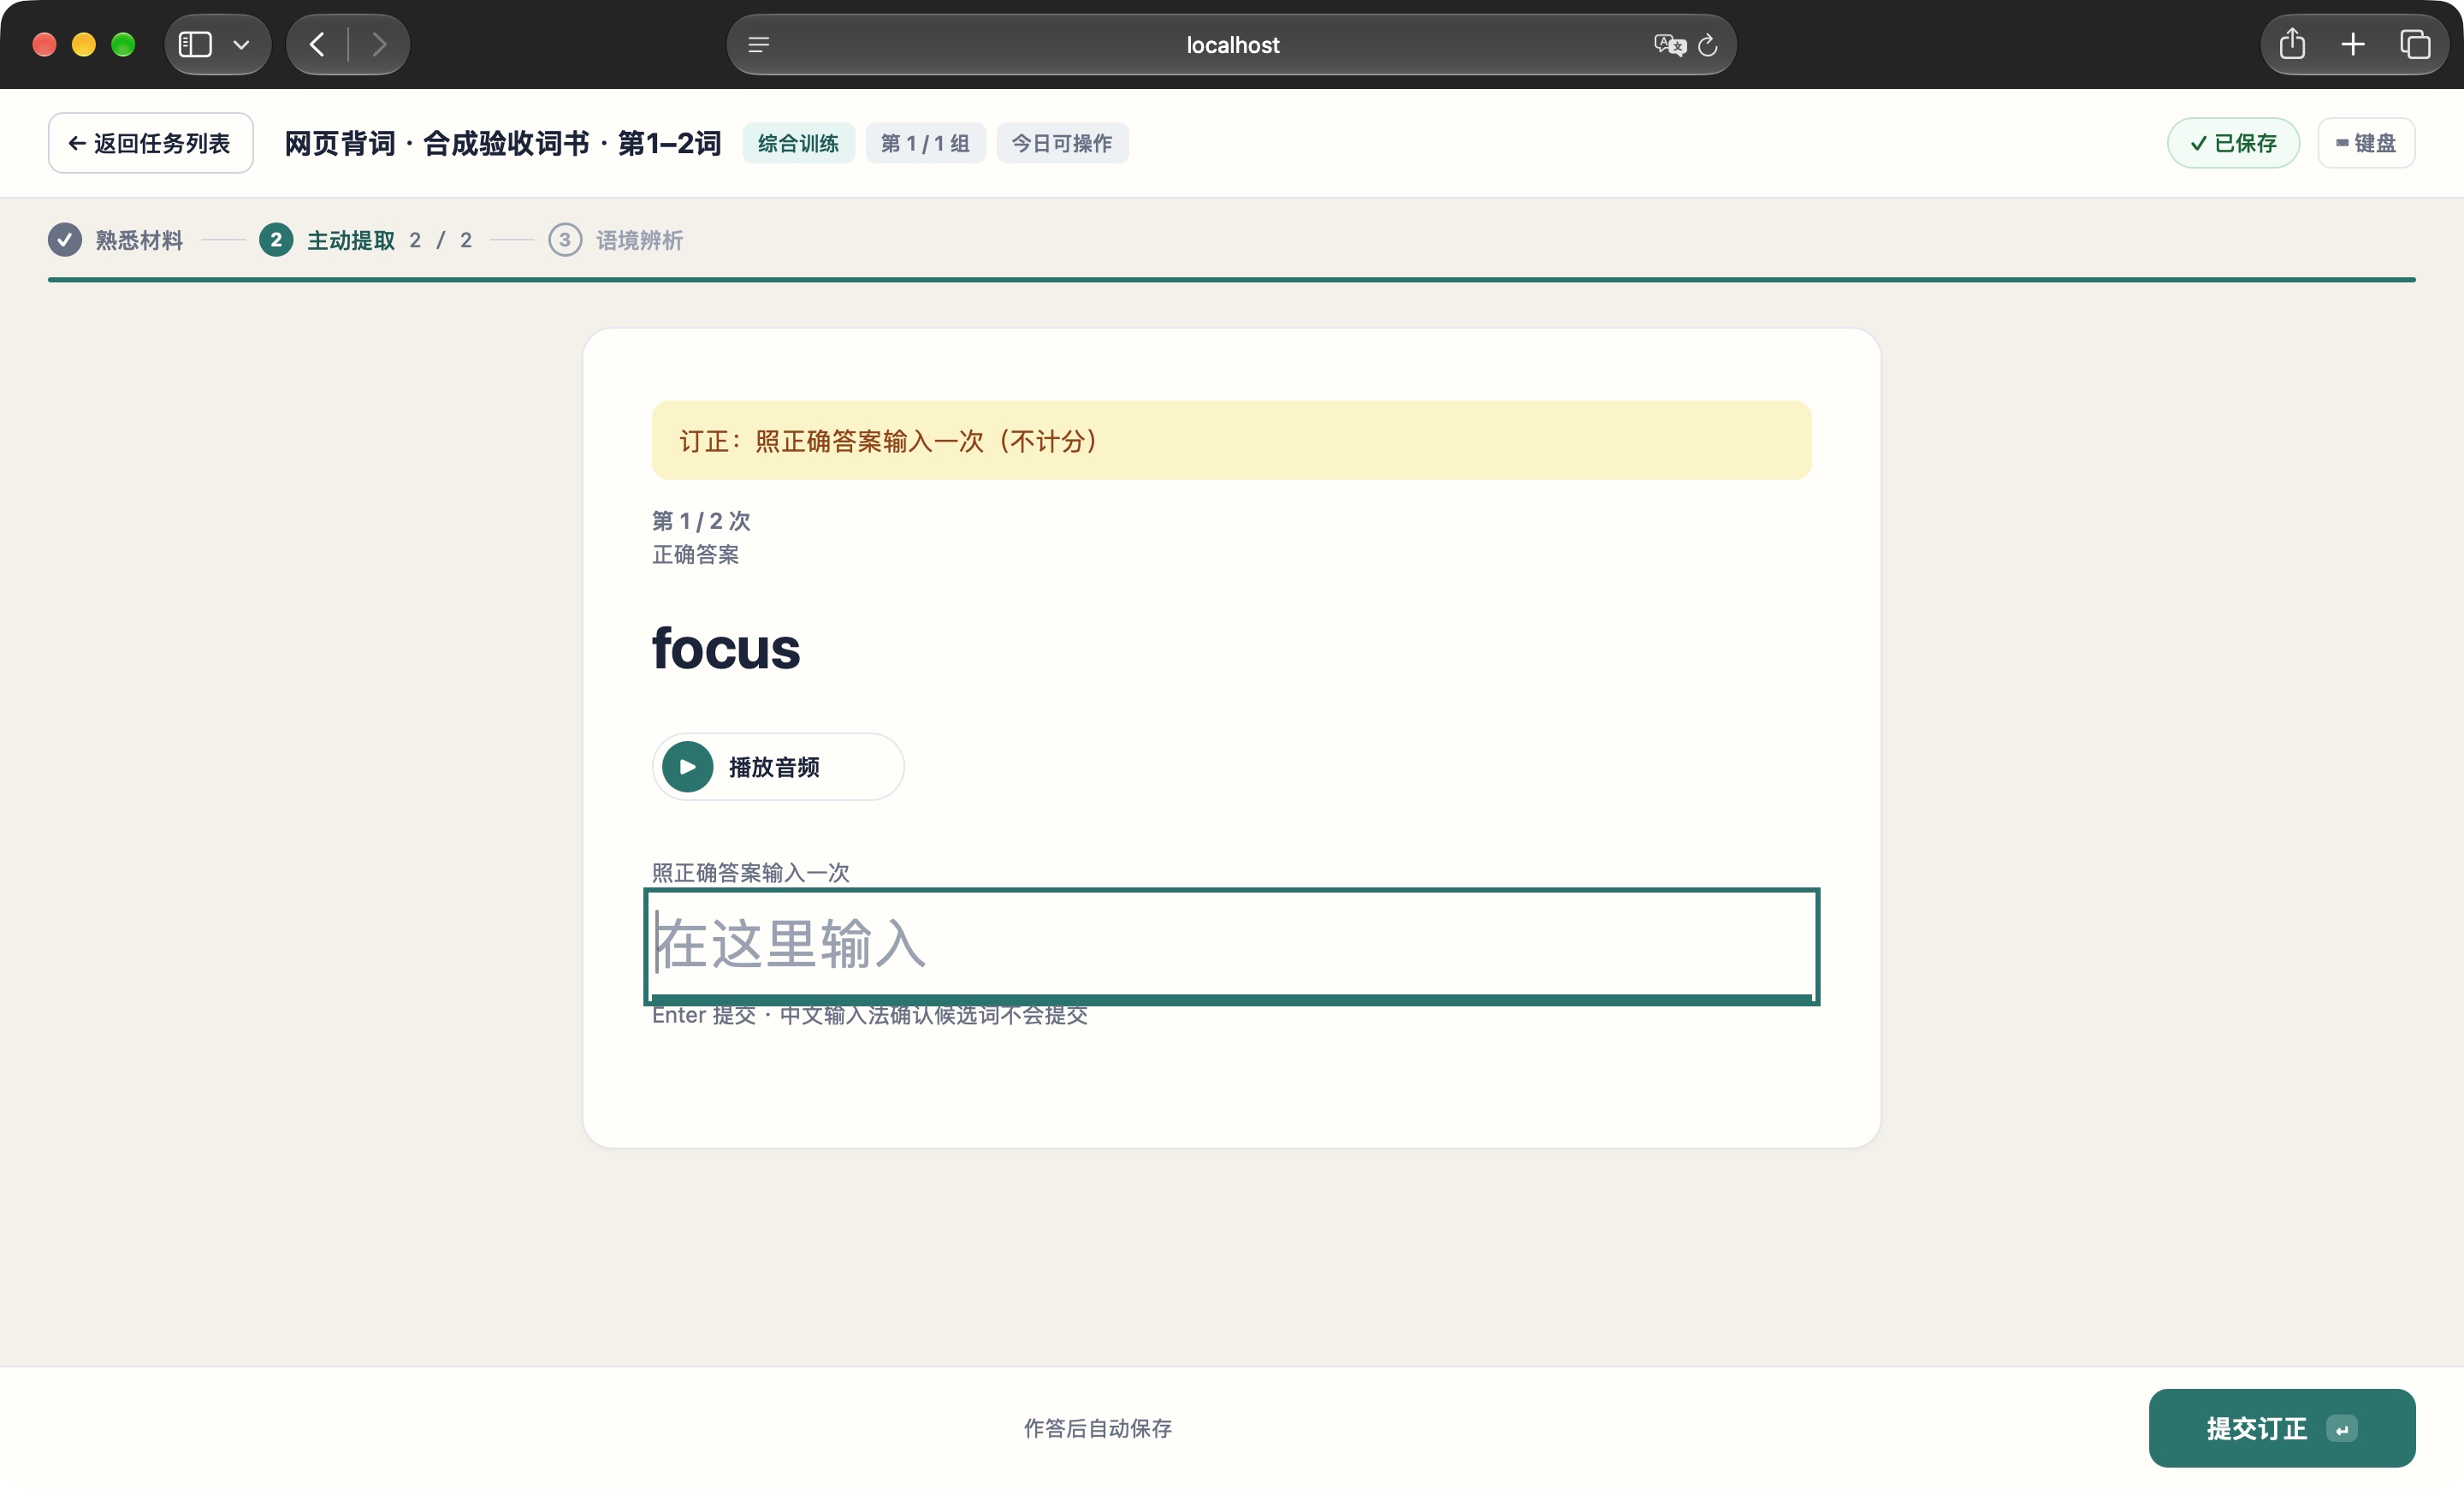 localhost
← 返回任务列表
网页背词 · 合成验收词书 · 第1–2词
综合训练
第 1 / 1 组
今日可操作
✓ 已保存
键盘
✓ 熟悉材料
2 主动提取 2 / 2
3 语境辨析
订正：照正确答案输入一次（不计分）
第 1 / 2 次
正确答案
focus
播放音频
照正确答案输入一次
在这里输入
Enter 提交 · 中文输入法确认候选词不会提交
作答后自动保存
提交订正 ↵